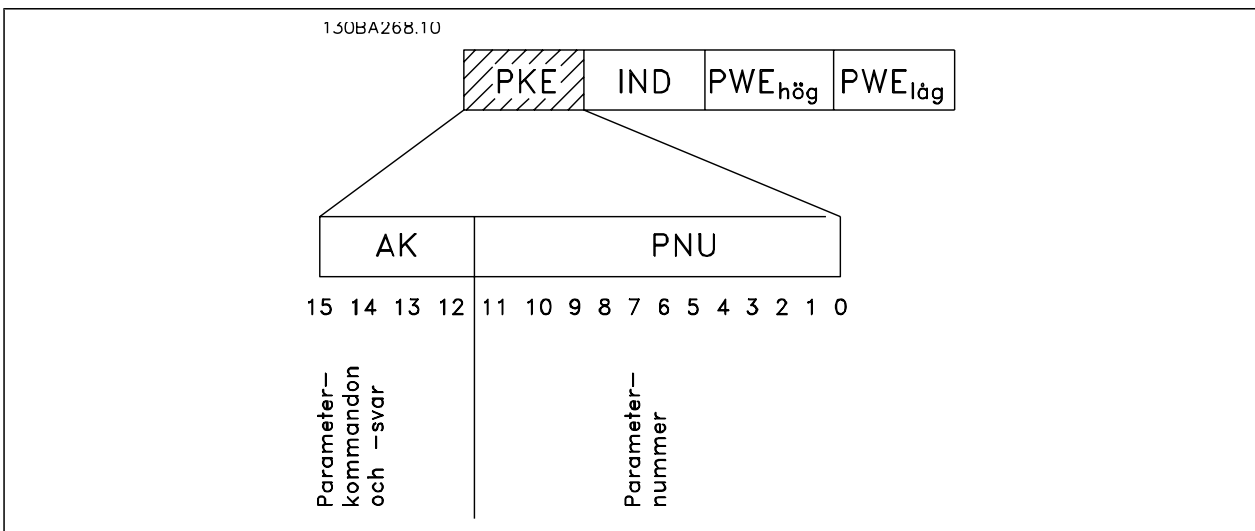 130BA268.10
PKE IND PWEhög PWElåg
AK PNU
15 14 13 12 11 10 9 8 7 6 5 4 3 2 1 0
Parameter-
kommandon
och -svar
Parameter-
nummer